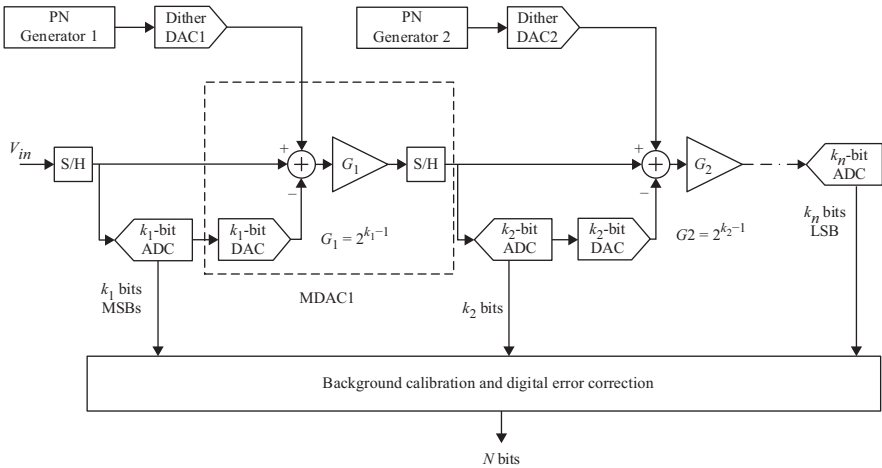 PN
Generator 1
Dither
DAC1
PN
Generator 2
Dither
DAC2
V_in
S/H
+
−
G_1
S/H
+
−
G_2
k_n-bit
ADC
k_1-bit
ADC
k_1-bit
DAC
G_1 = 2^{k_1−1}
k_2-bit
ADC
k_2-bit
DAC
G2 = 2^{k_2−1}
k_n bits
LSB
k_1 bits
MSBs
MDAC1
k_2 bits
Background calibration and digital error correction
N bits